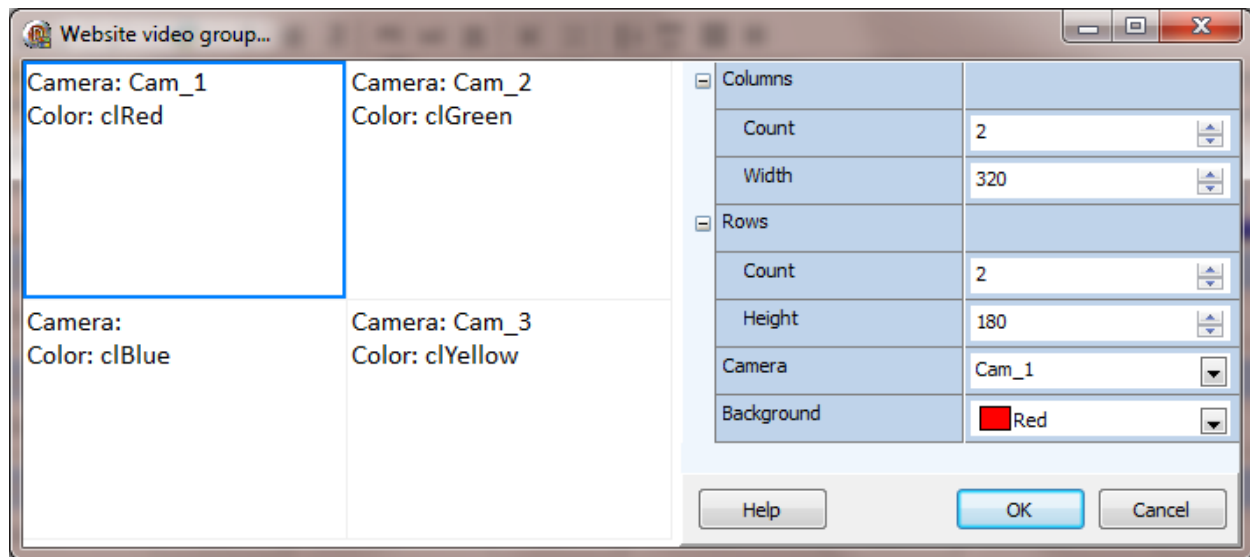 Website video group...
Camera: Cam_1
Color: clRed
Camera: Cam_2
Color: clGreen
Camera:
Color: clBlue
Camera: Cam_3
Color: clYellow
Columns
Count 2
Width 320
Rows
Count 2
Height 180
Camera Cam_1
Background Red
Help OK Cancel